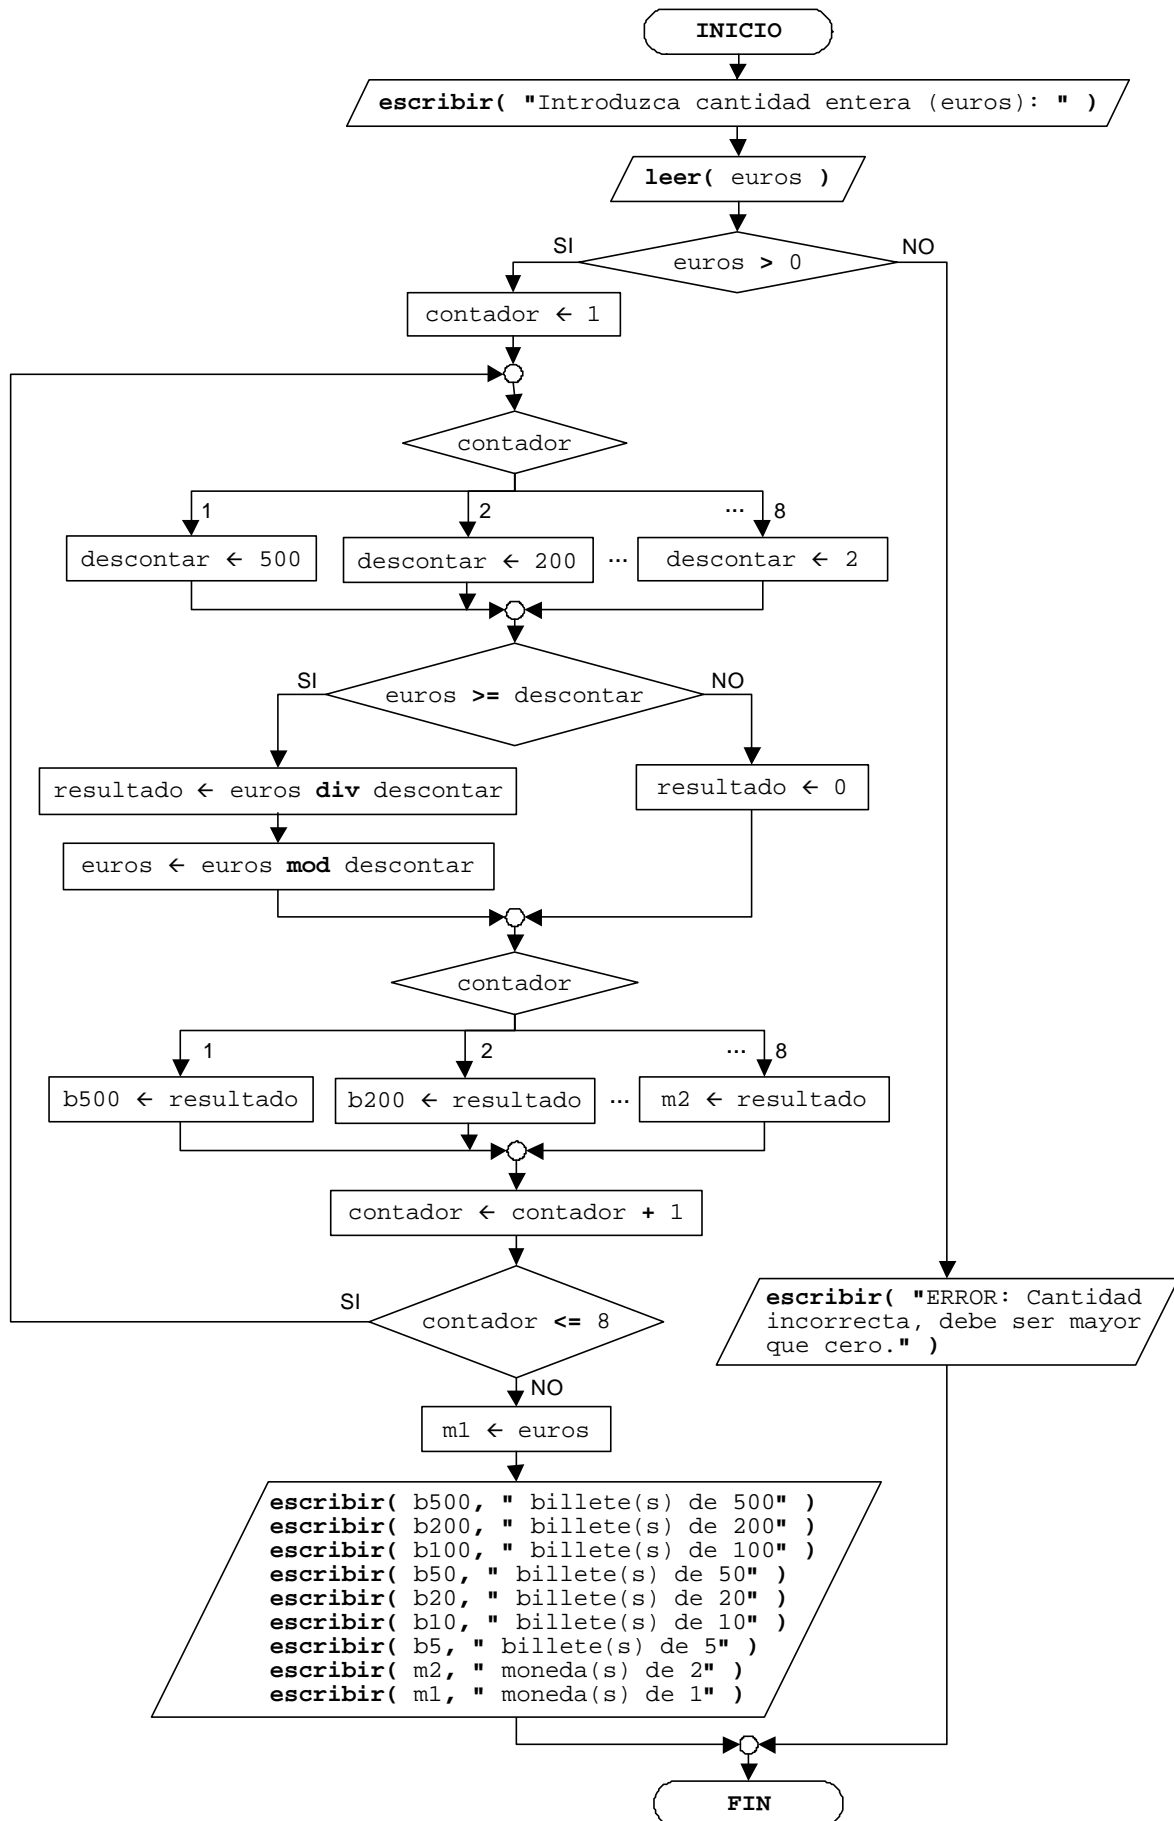 INICIO
escribir( "Introduzca cantidad entera (euros): " )
leer( euros )
SI
NO
euros > 0
contador ← 1
contador
1
2
...
8
descontar ← 500
descontar ← 200
...
descontar ← 2
SI
NO
euros >= descontar
resultado ← euros div descontar
resultado ← 0
euros ← euros mod descontar
contador
1
2
...
8
b500 ← resultado
b200 ← resultado
...
m2 ← resultado
contador ← contador + 1
SI
contador <= 8
NO
escribir( "ERROR: Cantidad
incorrecta, debe ser mayor
que cero." )
m1 ← euros
escribir( b500, " billete(s) de 500" )
escribir( b200, " billete(s) de 200" )
escribir( b100, " billete(s) de 100" )
escribir( b50, " billete(s) de 50" )
escribir( b20, " billete(s) de 20" )
escribir( b10, " billete(s) de 10" )
escribir( b5, " billete(s) de 5" )
escribir( m2, " moneda(s) de 2" )
escribir( m1, " moneda(s) de 1" )
FIN